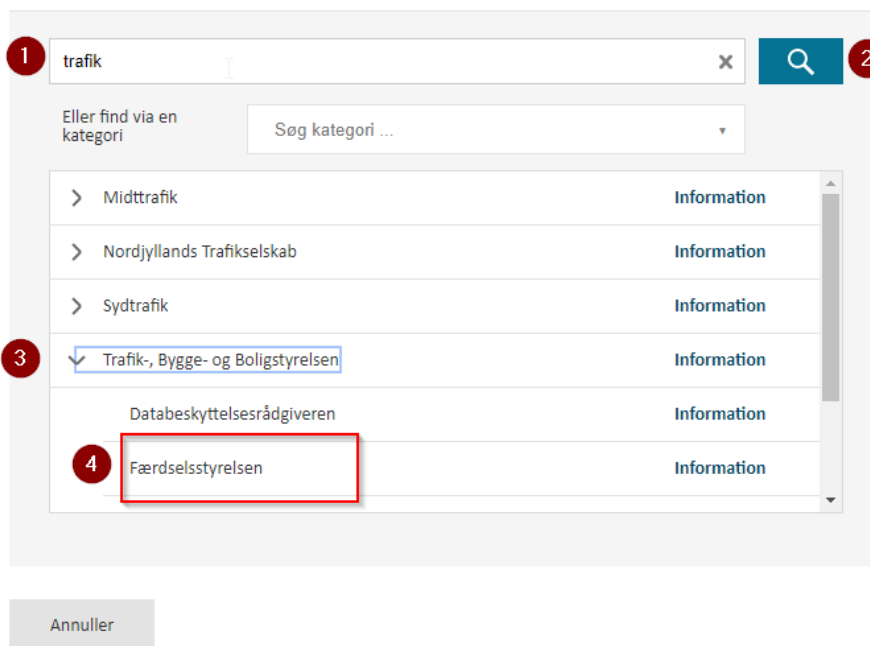 1 trafik 2
Eller find via en
kategori
Søg kategori ...
Midttrafik Information
Nordjyllands Trafikselskab Information
Sydtrafik Information
3 Trafik-, Bygge- og Boligstyrelsen Information
Databeskyttelsesrådgiveren Information
4 Færdselsstyrelsen Information
Annuller